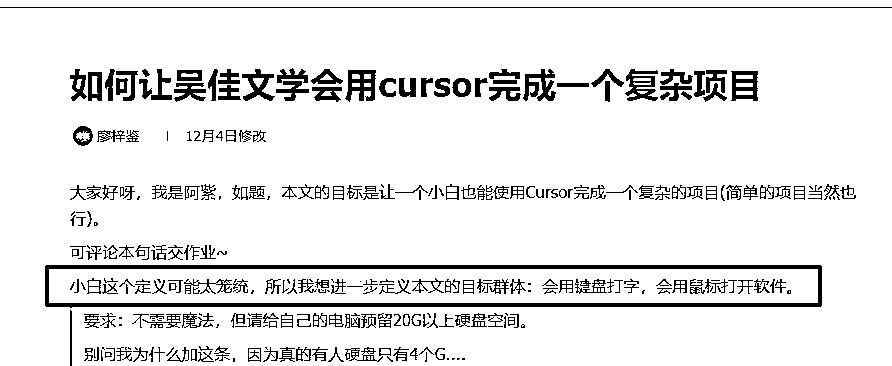 如何让吴佳文学会用cursor完成一个复杂项目
廖梓鉴 | 12月4日修改
大家好呀，我是阿紫，如题，本文的目标是让一个小白也能使用Cursor完成一个复杂的项目(简单的项目当然也
行)。
可评论本句话交作业~
小白这个定义可能太笼统，所以我想进一步定义本文的目标群体：会用键盘打字，会用鼠标打开软件。
要求：不需要魔法，但请给自己的电脑预留20G以上硬盘空间。
别问我为什么加这条，因为真的有人硬盘只有4个G....